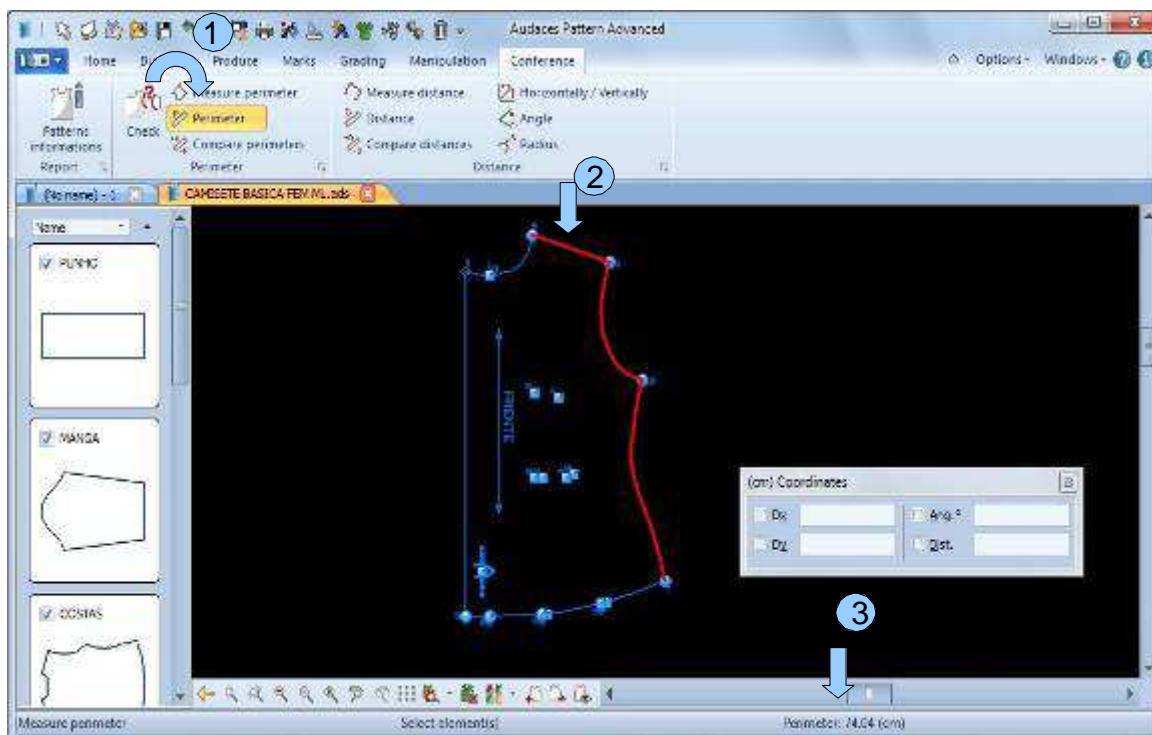 1
Audaces Pattern Advanced
Home Produce Marks Grading Manipulation Conference Options Windows
Patterns informations
Report
Check
Measure perimeter
Perimeter
Compare perimeters
Perimeter
Measure distance
Distance
Compare distances
Horizontally / Vertically
Angle
Radius
Distance
2
(No name) - 1
CAMISETE BASICA FEM ML.ads
Name
PUNHO
MANGA
COSTAS
FRENTE
(cm) Coordinates
Dx
Ang.º
Dy
Dist.
3
Measure perimeter
Select element(s)
Perimeter: 74.04 (cm)